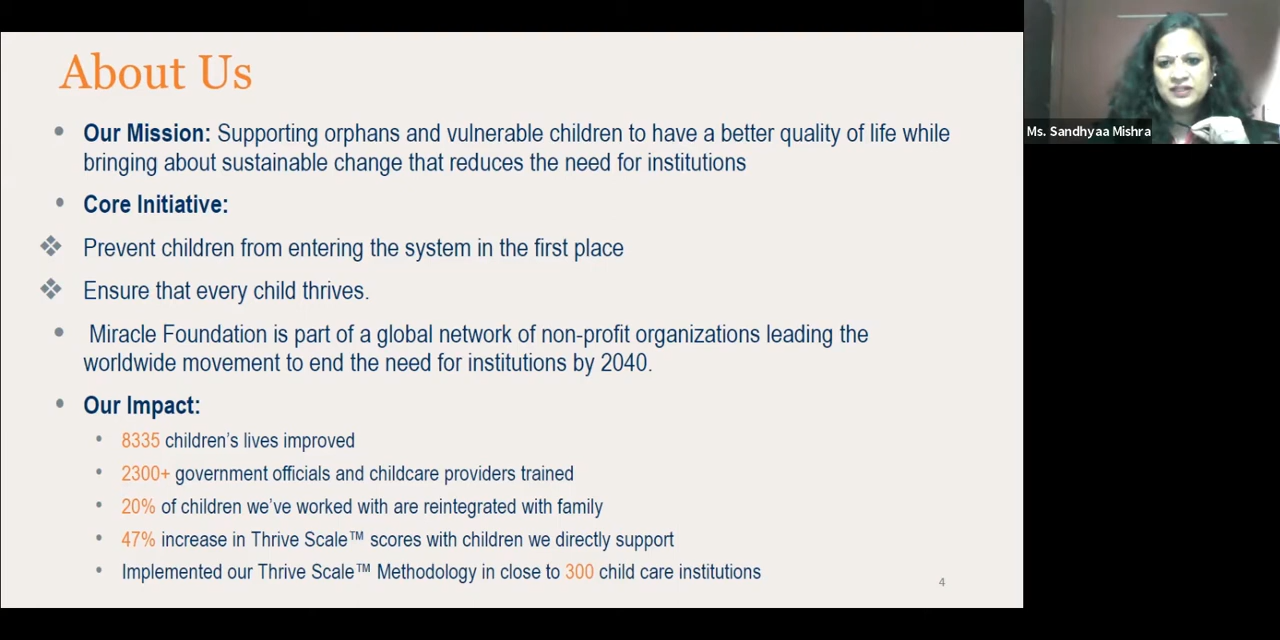 About Us
• Our Mission: Supporting orphans and vulnerable children to have a better quality of life while
bringing about sustainable change that reduces the need for institutions
• Core Initiative:
❖ Prevent children from entering the system in the first place
❖ Ensure that every child thrives.
• Miracle Foundation is part of a global network of non-profit organizations leading the
worldwide movement to end the need for institutions by 2040.
• Our Impact:
• 8335 children’s lives improved
• 2300+ government officials and childcare providers trained
• 20% of children we’ve worked with are reintegrated with family
• 47% increase in Thrive Scale™ scores with children we directly support
• Implemented our Thrive Scale™ Methodology in close to 300 child care institutions
4
Ms. Sandhyaa Mishra